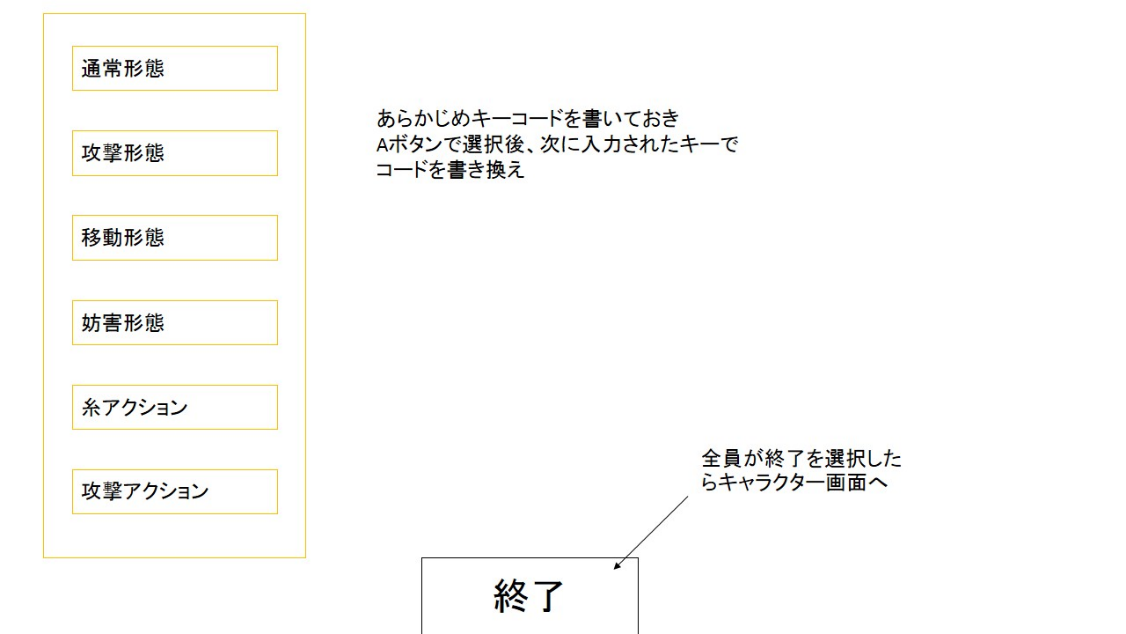 通常形態
攻撃形態
移動形態
妨害形態
糸アクション
攻撃アクション
あらかじめキーコードを書いておき
Aボタンで選択後、次に入力されたキーで
コードを書き換え
全員が終了を選択した
らキャラクター画面へ
終了